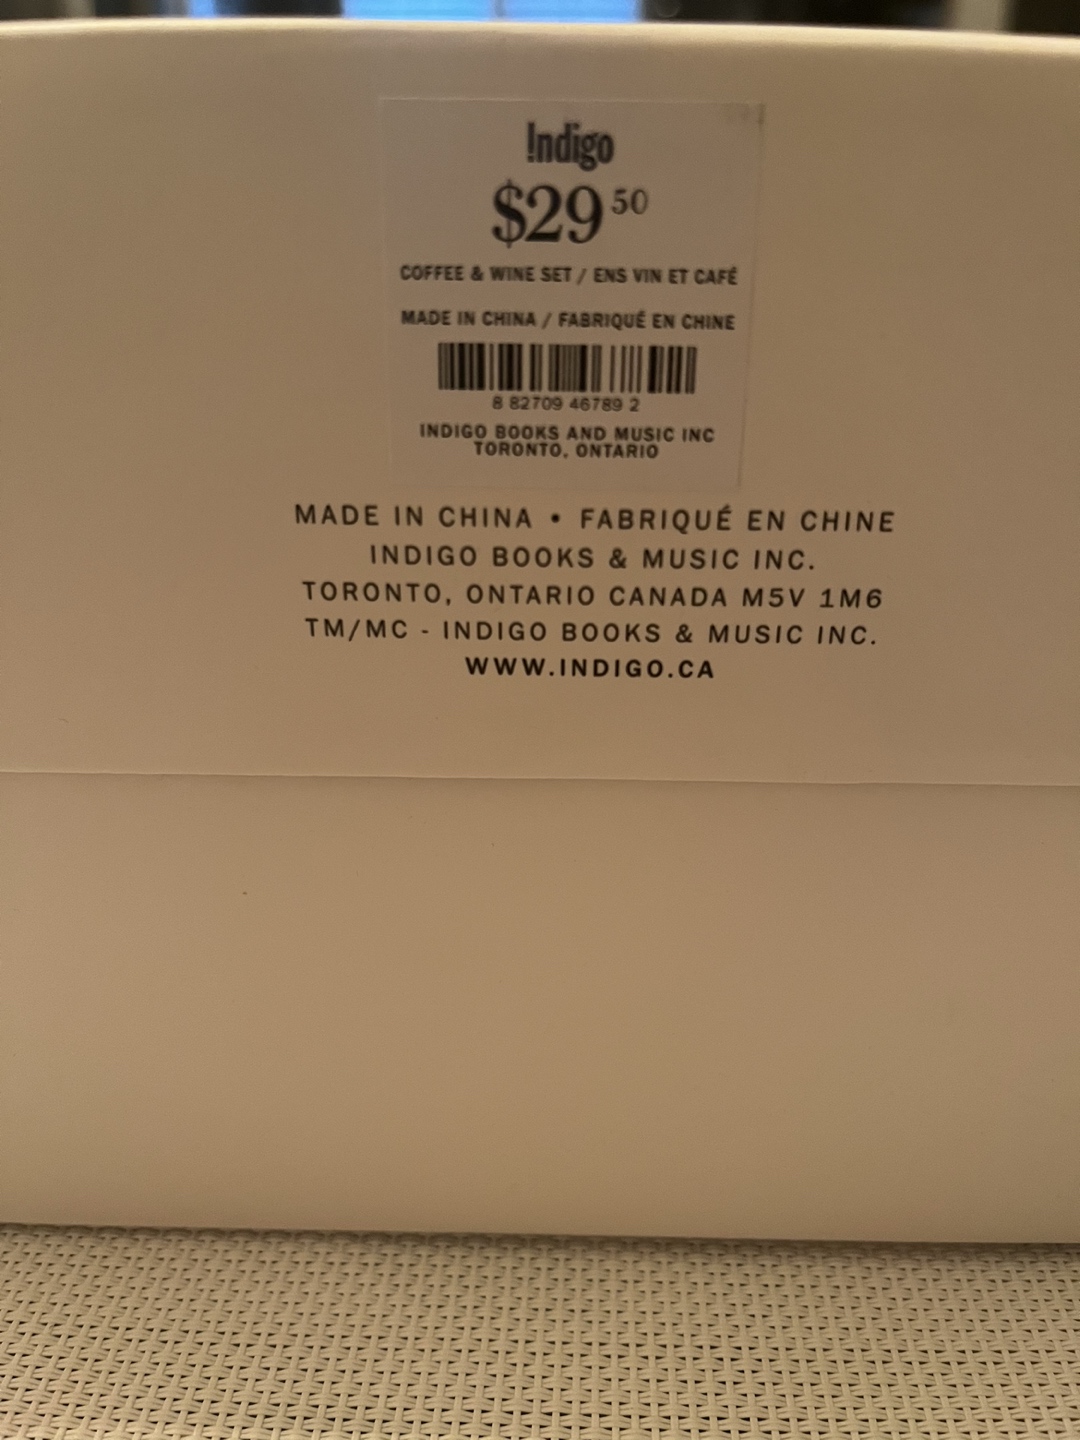 !ndigo
$29 50
COFFEE & WINE SET / ENS VIN ET CAFÉ
MADE IN CHINA / FABRIQUÉ EN CHINE
8 82709 46789 2
INDIGO BOOKS AND MUSIC INC
TORONTO, ONTARIO
MADE IN CHINA • FABRIQUÉ EN CHINE
INDIGO BOOKS & MUSIC INC.
TORONTO, ONTARIO CANADA M5V 1M6
TM/MC - INDIGO BOOKS & MUSIC INC.
WWW.INDIGO.CA